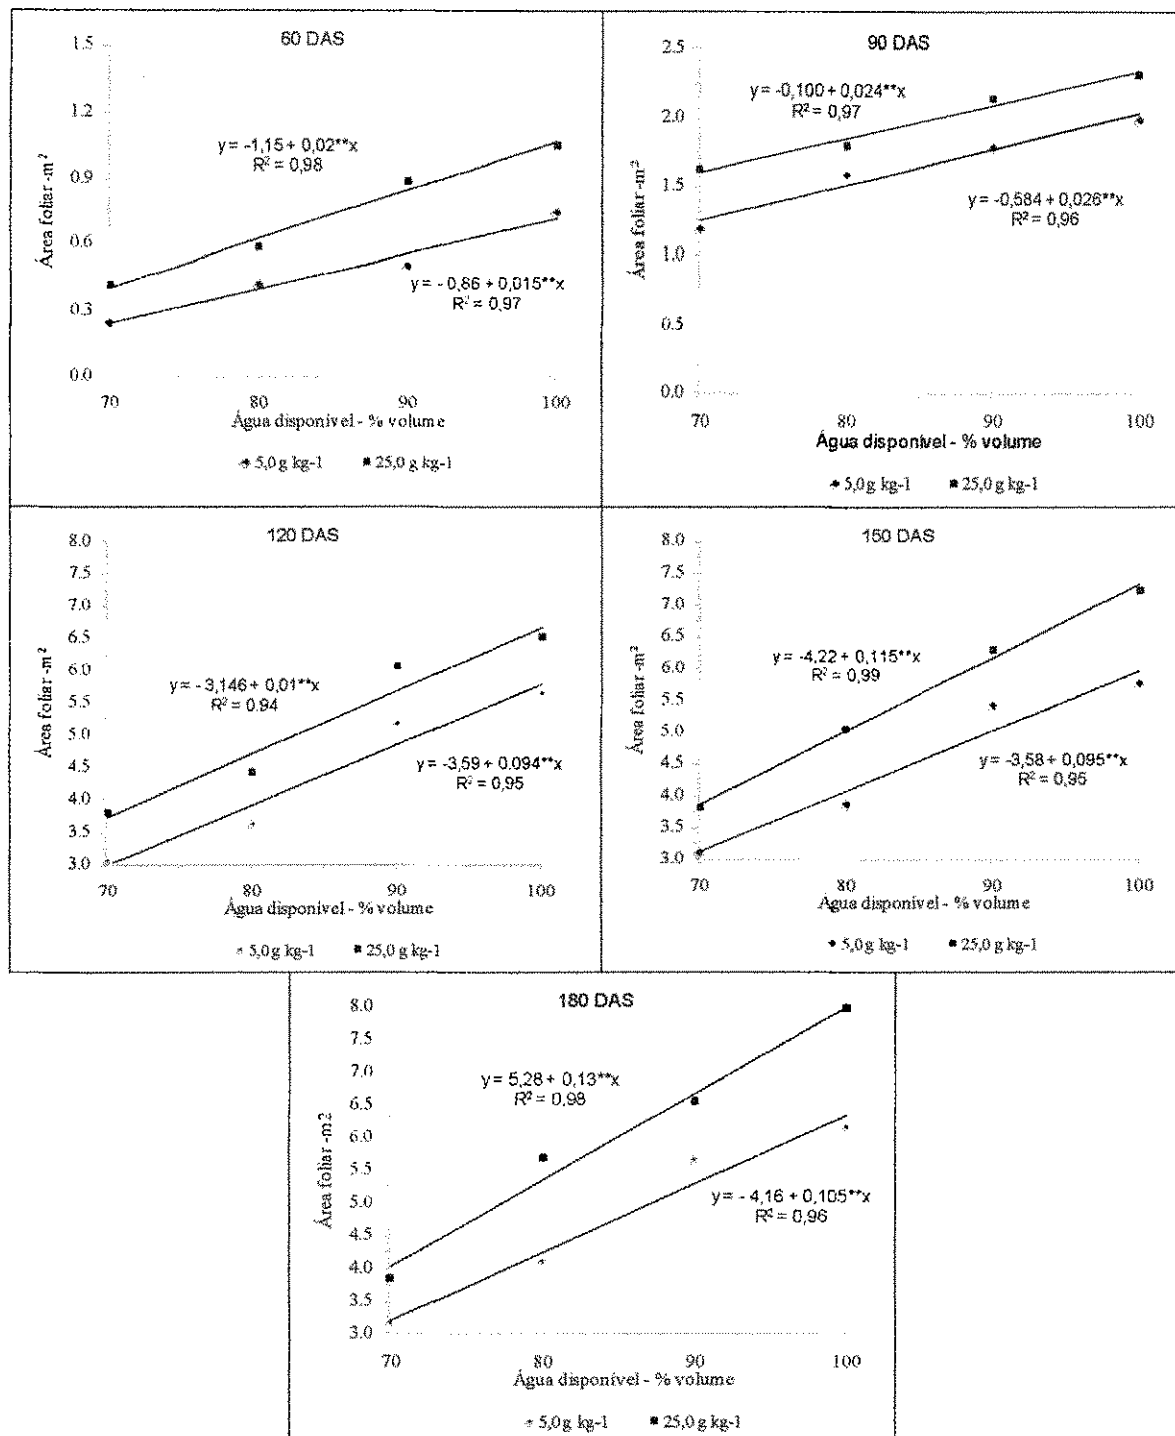 60 DAS
1.5
1.2
0.9
0.6
0.3
0.0
Área foliar -m²
y = -1,15 + 0,02**x
R² = 0,98
y = - 0,86 + 0,015**x
R² = 0,97
70 80 90 100
Água disponível - % volume
5,0 g kg-1 25,0 g kg-1
90 DAS
2.5
2.0
1.5
1.0
0.5
0.0
Área foliar -m²
y = -0,100 + 0,024**x
R² = 0,97
y = -0,584 + 0,026**x
R² = 0,96
70 80 90 100
Água disponível - % volume
5,0 g kg-1 25,0 g kg-1
120 DAS
8.0
7.5
7.0
6.5
6.0
5.5
5.0
4.5
4.0
3.5
3.0
Área foliar -m²
y = - 3,146 + 0,01**x
R² = 0.94
y = -3,59 + 0,094**x
R² = 0,95
70 80 90 100
Água disponível - % volume
5,0 g kg-1 25,0 g kg-1
150 DAS
8.0
7.5
7.0
6.5
6.0
5.5
5.0
4.5
4.0
3.5
3.0
Área foliar -m²
y = -4,22 + 0,115**x
R² = 0,99
y = -3,58 + 0,095**x
R² = 0,95
70 80 90 100
Água disponível - % volume
5,0 g kg-1 25,0 g kg-1
180 DAS
8.0
7.5
7.0
6.5
6.0
5.5
5.0
4.5
4.0
3.5
3.0
Área foliar -m2
y = 5,28 + 0,13**x
R² = 0,98
y = - 4,16 + 0,105**x
R² = 0,96
70 80 90 100
Água disponível - % volume
5,0 g kg-1 25,0 g kg-1